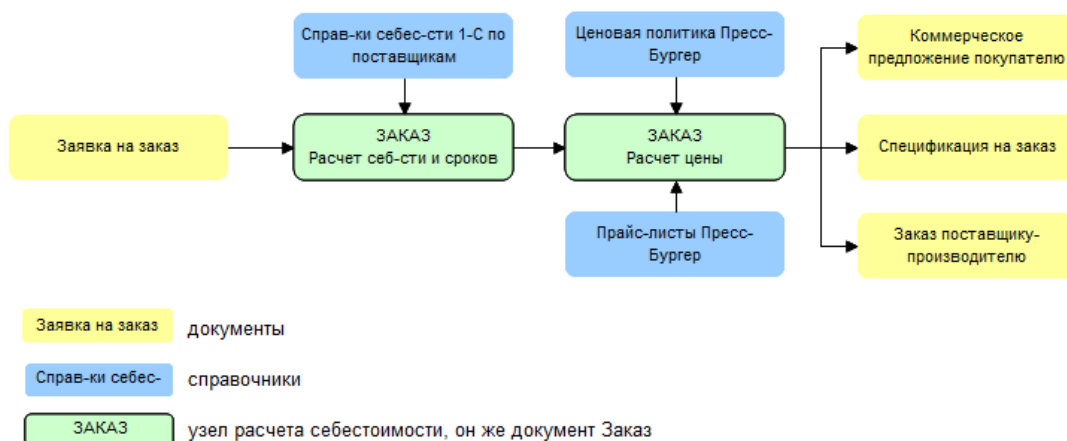 Справ-ки себес-сти 1-С по
поставщикам
Ценовая политика Пресс-
Бургер
Коммерческое
предложение покупателю
Заявка на заказ
ЗАКАЗ
Расчет себ-сти и сроков
ЗАКАЗ
Расчет цены
Спецификация на заказ
Прайс-листы Пресс-
Бургер
Заказ поставщику-
производителю
Заявка на заказ
документы
Справ-ки себес-
справочники
ЗАКАЗ
узел расчета себестоимости, он же документ Заказ